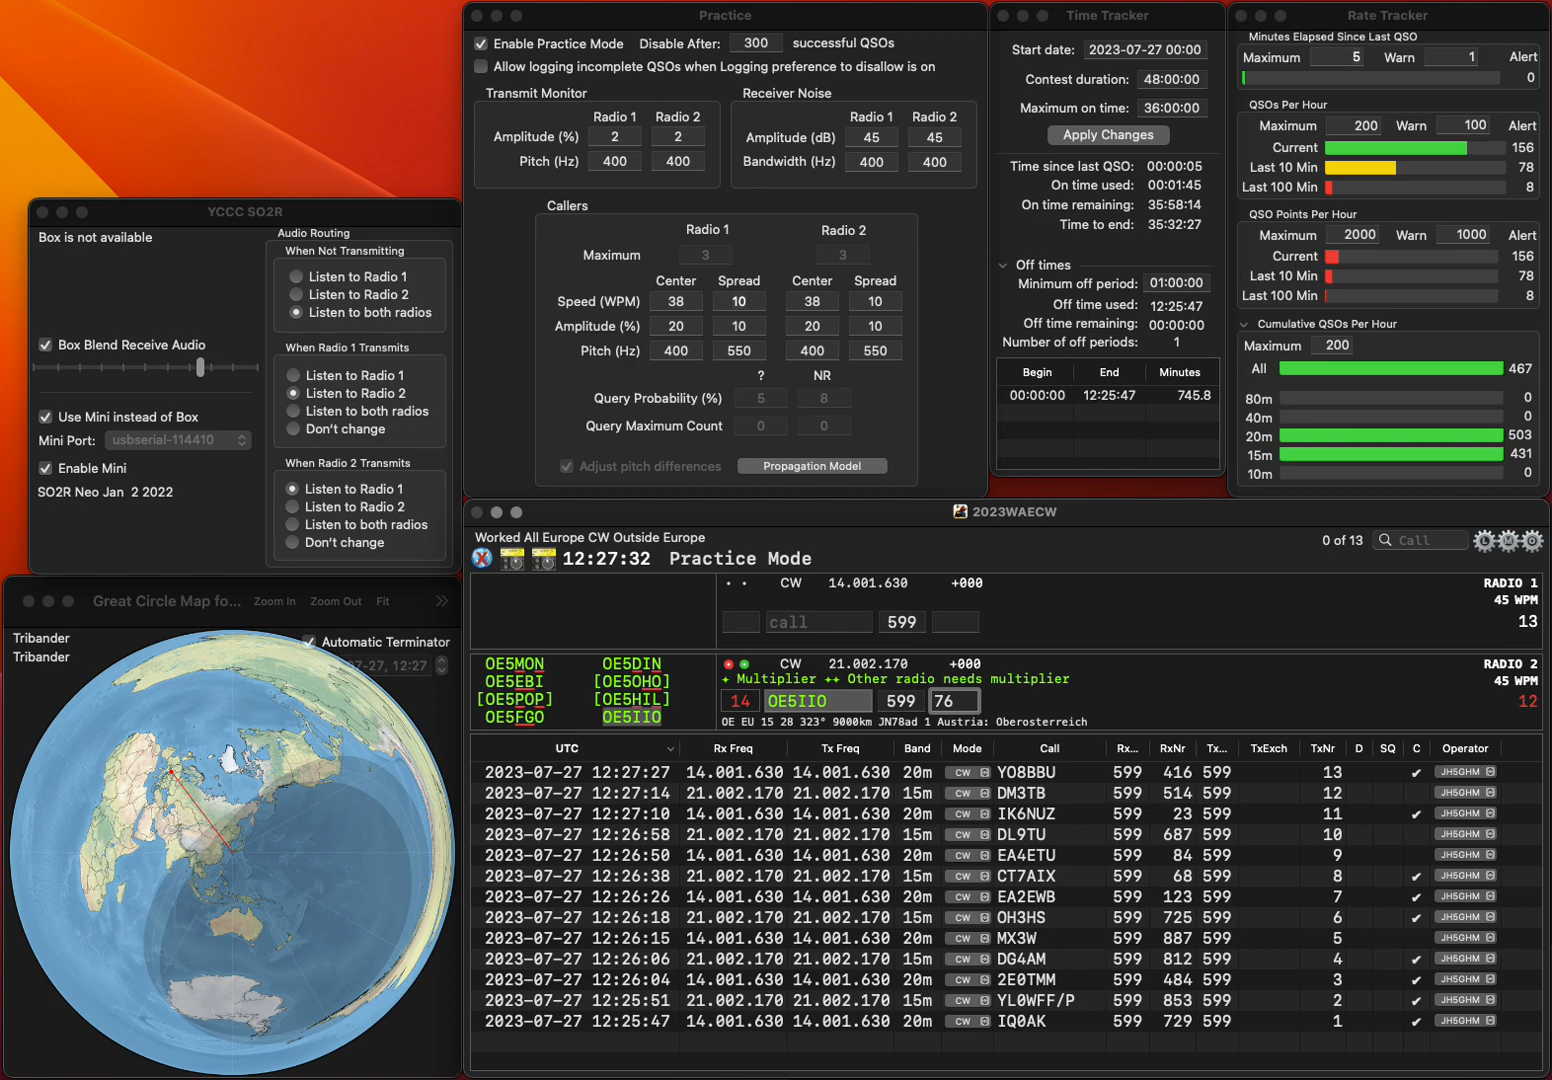 YCCC SO2R
Box is not available
Audio Routing
When Not Transmitting
Listen to Radio 1
Listen to Radio 2
Listen to both radios
Box Blend Receive Audio
When Radio 1 Transmits
Listen to Radio 1
Listen to Radio 2
Listen to both radios
Don't change
Use Mini instead of Box
Mini Port: usbserial-114410
Enable Mini
SO2R Neo Jan 2 2022
When Radio 2 Transmits
Listen to Radio 1
Listen to Radio 2
Listen to both radios
Don't change
Practice
Enable Practice Mode Disable After: 300 successful QSOs
Allow logging incomplete QSOs when Logging preference to disallow is on
Transmit Monitor
Radio 1 Radio 2
Amplitude (%) 2 2
Pitch (Hz) 400 400
Receiver Noise
Radio 1 Radio 2
Amplitude (dB) 45 45
Bandwidth (Hz) 400 400
Callers
Radio 1 Radio 2
Maximum 3 3
Center Spread Center Spread
Speed (WPM) 38 10 38 10
Amplitude (%) 20 10 20 10
Pitch (Hz) 400 550 400 550
? NR
Query Probability (%) 5 8
Query Maximum Count 0 0
Adjust pitch differences Propagation Model
Time Tracker
Start date: 2023-07-27 00:00
Contest duration: 48:00:00
Maximum on time: 36:00:00
Apply Changes
Time since last QSO: 00:00:05
On time used: 00:01:45
On time remaining: 35:58:14
Time to end: 35:32:27
Off times
Minimum off period: 01:00:00
Off time used: 12:25:47
Off time remaining: 00:00:00
Number of off periods: 1
Begin End Minutes
00:00:00 12:25:47 745.8
Rate Tracker
Minutes Elapsed Since Last QSO
Maximum 5 Warn 1 Alert
0
QSOs Per Hour
Maximum 200 Warn 100 Alert
Current 156
Last 10 Min 78
Last 100 Min 8
QSO Points Per Hour
Maximum 2000 Warn 1000 Alert
Current 156
Last 10 Min 78
Last 100 Min 8
Cumulative QSOs Per Hour
Maximum 200
All 467
80m 0
40m 0
20m 503
15m 431
10m 0
Great Circle Map fo... Zoom In Zoom Out Fit
Tribander
Tribander
Automatic Terminator
-07-27, 12:27
2023WAECW
Worked All Europe CW Outside Europe
0 of 13 Call
12:27:32 Practice Mode
CW 14.001.630 +000
RADIO 1
45 WPM
call 599
13
OE5MON OE5DIN
OE5EBI [OE5OHO]
[OE5POP] [OE5HIL]
OE5FGO OE5IIO
CW 21.002.170 +000
RADIO 2
45 WPM
+ Multiplier ++ Other radio needs multiplier
14 OE5IIO 599 76
12
OE EU 15 28 323° 9000km JN78ad 1 Austria: Oberosterreich
UTC Rx Freq Tx Freq Band Mode Call Rx... RxNr Tx... TxExch TxNr D SQ C Operator
2023-07-27 12:27:27 14.001.630 14.001.630 20m CW YO8BBU 599 416 599 13 ✔ JH5GHM
2023-07-27 12:27:14 21.002.170 21.002.170 15m CW DM3TB 599 514 599 12 JH5GHM
2023-07-27 12:27:10 14.001.630 14.001.630 20m CW IK6NUZ 599 23 599 11 ✔ JH5GHM
2023-07-27 12:26:58 21.002.170 21.002.170 15m CW DL9TU 599 687 599 10 JH5GHM
2023-07-27 12:26:50 14.001.630 14.001.630 20m CW EA4ETU 599 84 599 9 JH5GHM
2023-07-27 12:26:38 21.002.170 21.002.170 15m CW CT7AIX 599 68 599 8 ✔ JH5GHM
2023-07-27 12:26:26 14.001.630 14.001.630 20m CW EA2EWB 599 123 599 7 ✔ JH5GHM
2023-07-27 12:26:18 21.002.170 21.002.170 15m CW OH3HS 599 725 599 6 ✔ JH5GHM
2023-07-27 12:26:15 14.001.630 14.001.630 20m CW MX3W 599 887 599 5 JH5GHM
2023-07-27 12:26:06 21.002.170 21.002.170 15m CW DG4AM 599 812 599 4 ✔ JH5GHM
2023-07-27 12:26:04 14.001.630 14.001.630 20m CW 2E0TMM 599 484 599 3 ✔ JH5GHM
2023-07-27 12:25:51 21.002.170 21.002.170 15m CW YL0WFF/P 599 853 599 2 ✔ JH5GHM
2023-07-27 12:25:47 14.001.630 14.001.630 20m CW IQ0AK 599 729 599 1 ✔ JH5GHM